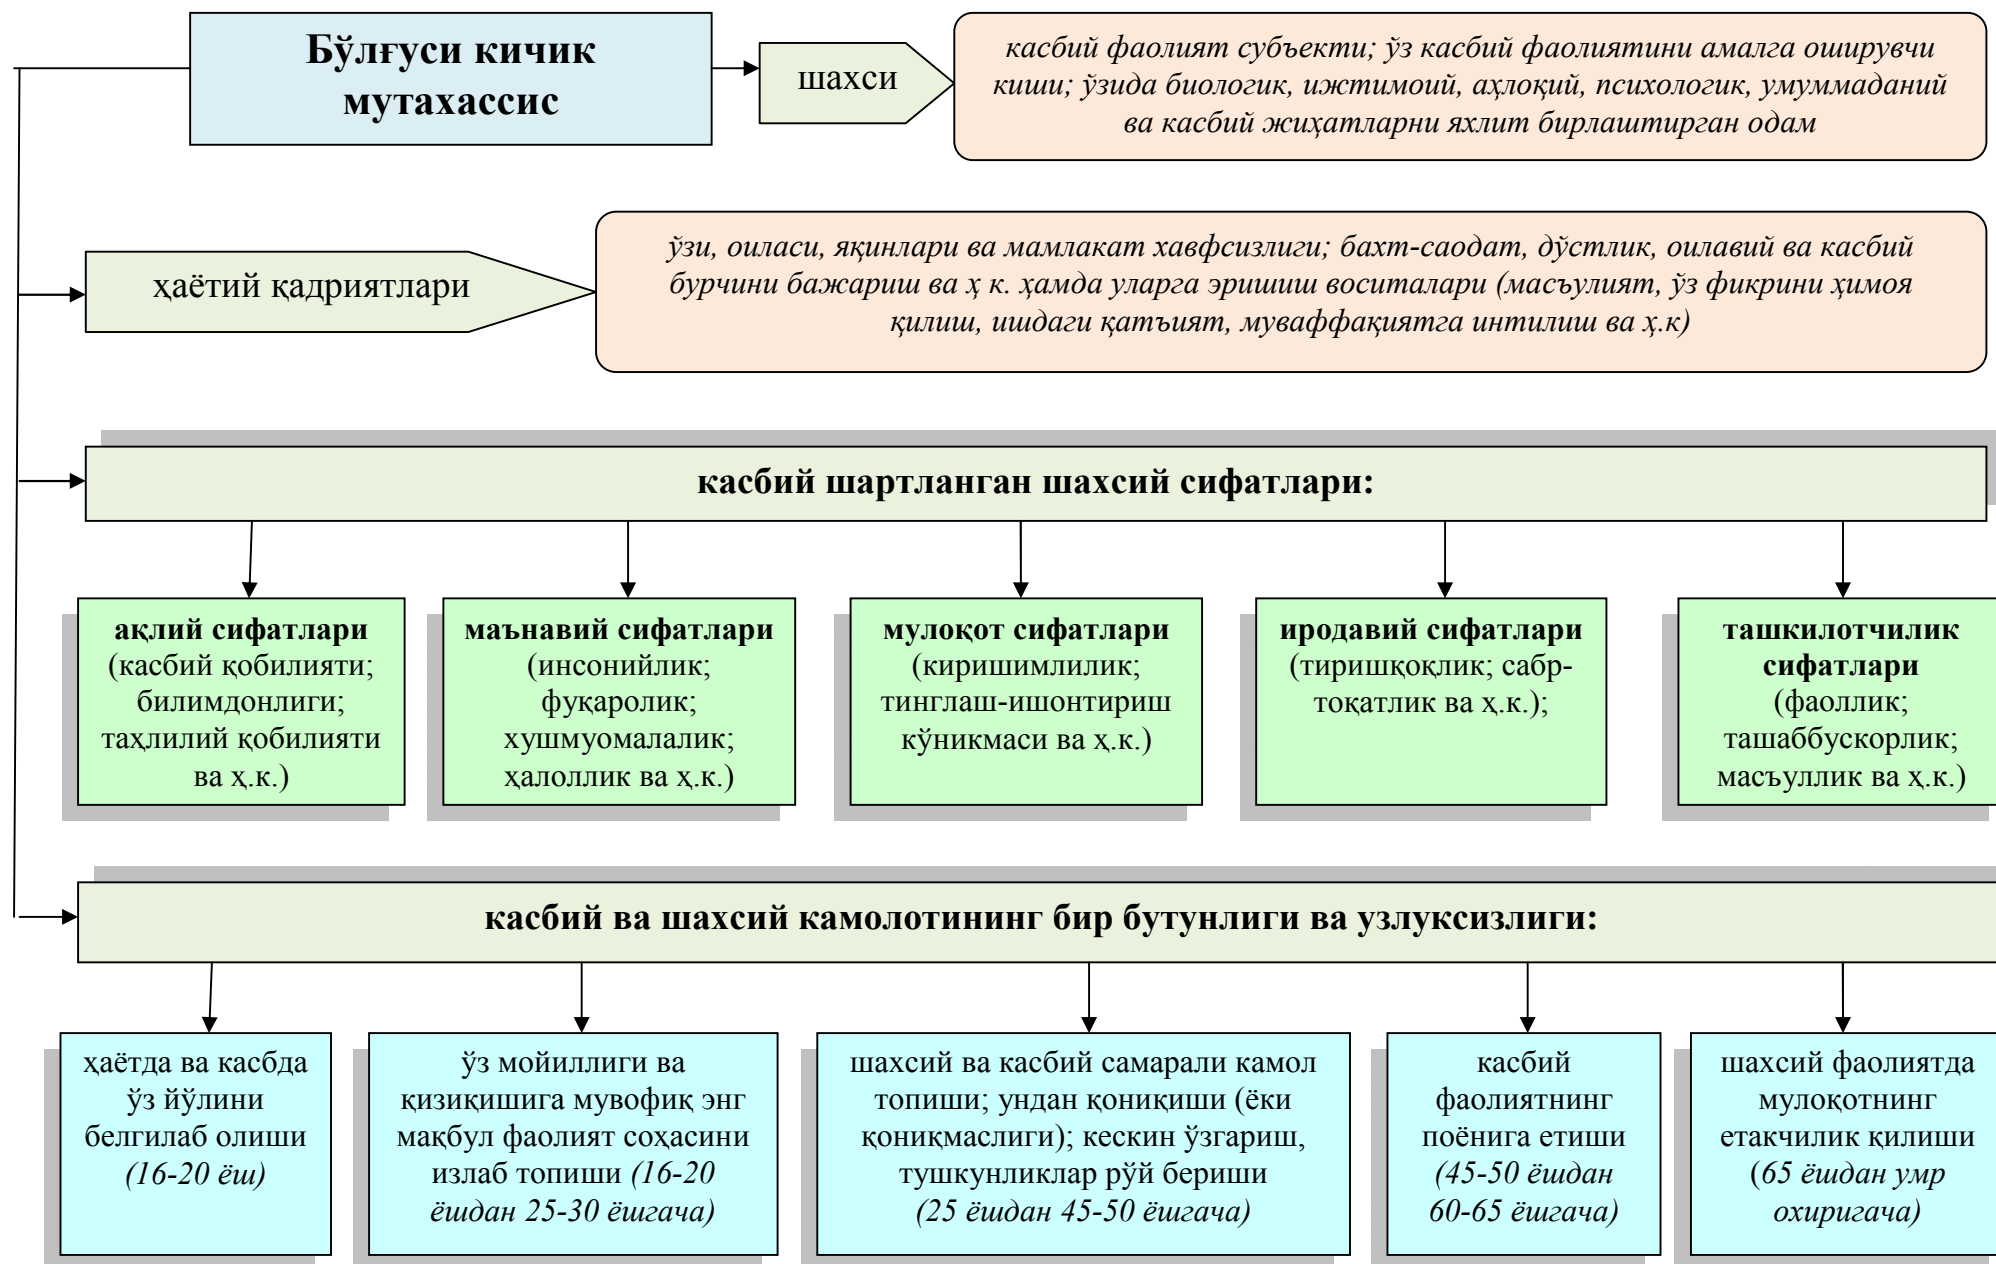 Бўлғуси кичик
мутахассис
шахси
касбий фаолият субъекти; ўз касбий фаолиятини амалга оширувчи
киши; ўзида биологик, ижтимоий, аҳлоқий, психологик, умуммаданий
ва касбий жиҳатларни яхлит бирлаштирган одам
ҳаётий қадриятлари
ўзи, оиласи, яқинлари ва мамлакат хавфсизлиги; бахт-саодат, дўстлик, оилавий ва касбий
бурчини бажариш ва ҳ к. ҳамда уларга эришиш воситалари (масъулият, ўз фикрини ҳимоя
қилиш, ишдаги қатъият, муваффақиятга интилиш ва ҳ.к)
касбий шартланган шахсий сифатлари:
ақлий сифатлари
(касбий қобилияти;
билимдонлиги;
таҳлилий қобилияти
ва ҳ.к.)
маънавий сифатлари
(инсонийлик;
фуқаролик;
хушмуомалалик;
ҳалоллик ва ҳ.к.)
мулоқот сифатлари
(киришимлилик;
тинглаш-ишонтириш
кўникмаси ва ҳ.к.)
иродавий сифатлари
(тиришқоқлик; сабр-
тоқатлик ва ҳ.к.);
ташкилотчилик
сифатлари
(фаоллик;
ташаббускорлик;
масъуллик ва ҳ.к.)
касбий ва шахсий камолотининг бир бутунлиги ва узлуксизлиги:
ҳаётда ва касбда
ўз йўлини
белгилаб олиши
(16-20 ёш)
ўз мойиллиги ва
қизиқишига мувофиқ энг
мақбул фаолият соҳасини
излаб топиши (16-20
ёшдан 25-30 ёшгача)
шахсий ва касбий самарали камол
топиши; ундан қониқиши (ёки
қониқмаслиги); кескин ўзгариш,
тушкунликлар рўй бериши
(25 ёшдан 45-50 ёшгача)
касбий
фаолиятнинг
поёнига етиши
(45-50 ёшдан
60-65 ёшгача)
шахсий фаолиятда
мулоқотнинг
етакчилик қилиши
(65 ёшдан умр
охиригача)